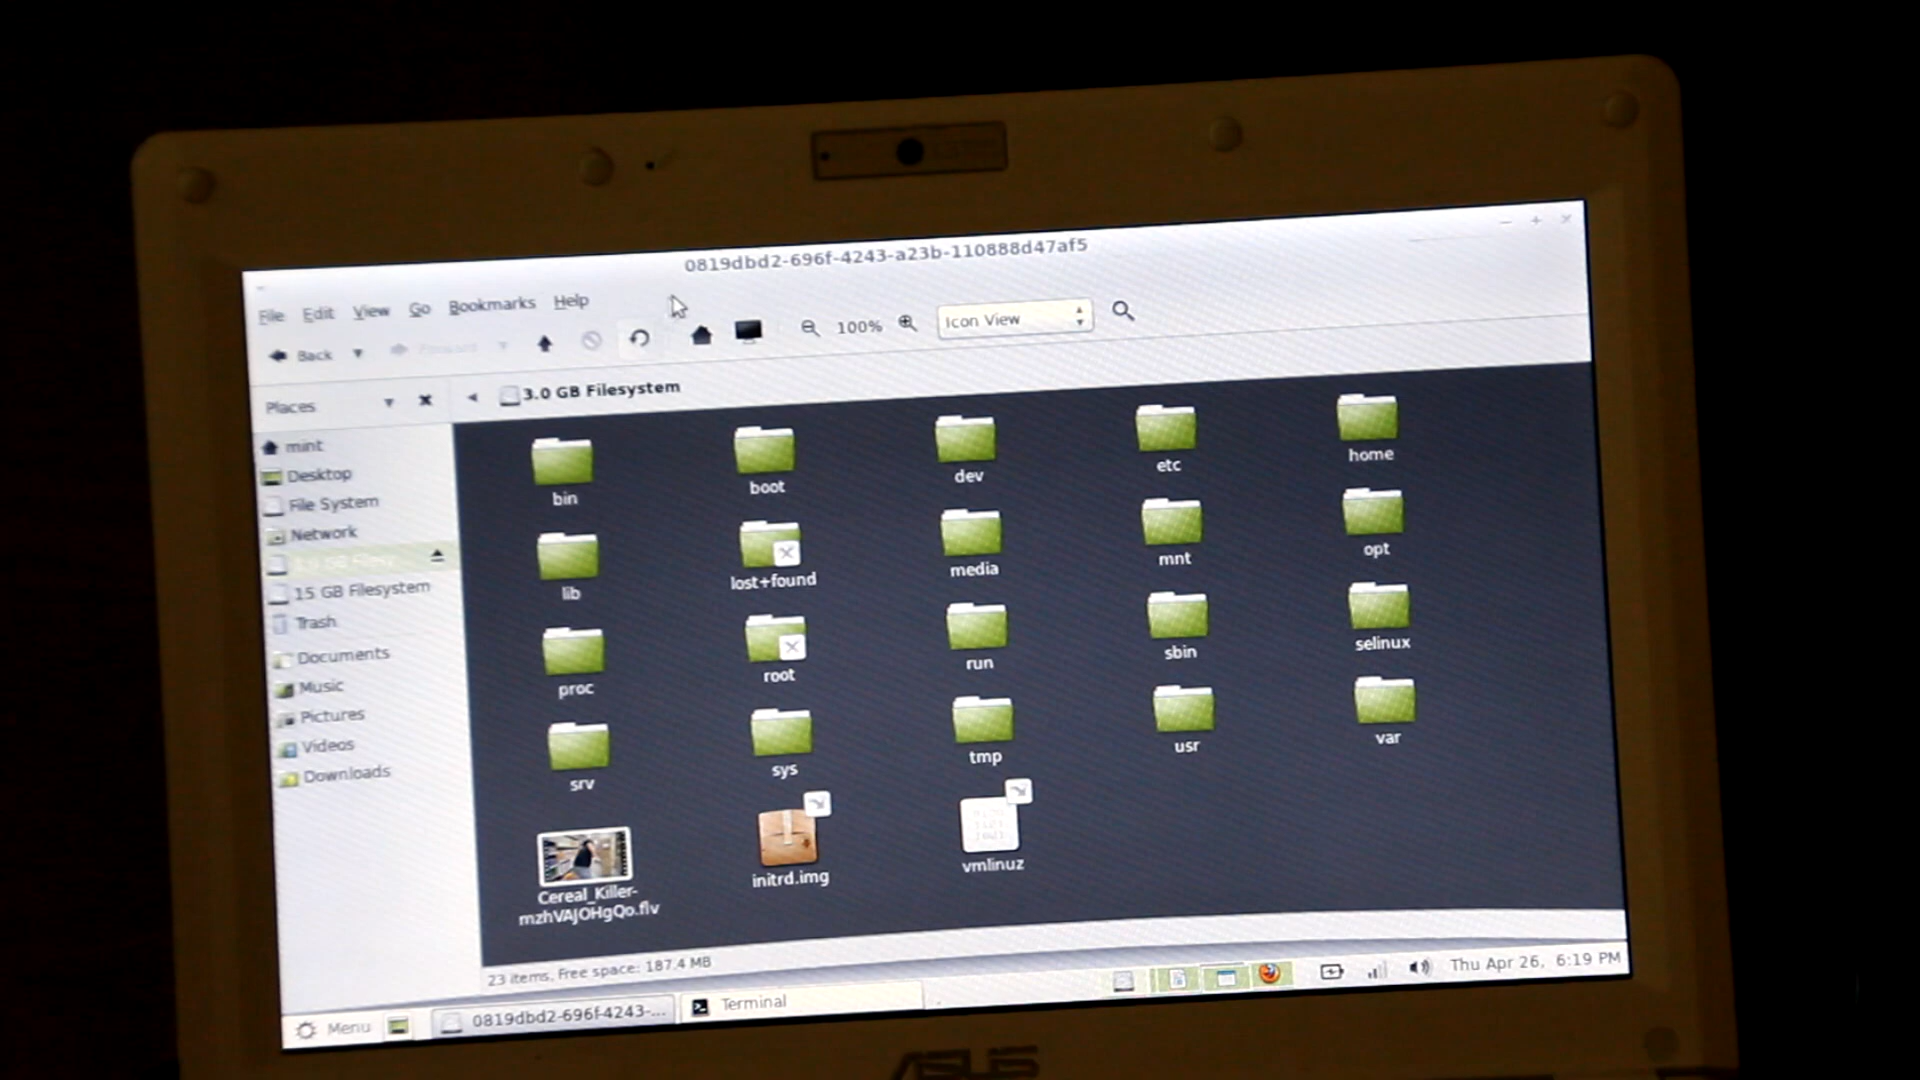 0819dbd2-696f-4243-a23b-110888d47af5
File Edit View Go Bookmarks Help
Back Forward 100% Icon View
Places 3.0 GB Filesystem
mint
Desktop
File System
Network
15 GB Filesystem
Trash
Documents
Music
Pictures
Videos
Downloads
bin boot dev etc home
lib lost+found media mnt opt
proc root run sbin selinux
srv sys tmp usr var
Cereal_Killer-
mzhVAJOHgQo.flv
initrd.img
vmlinuz
23 items, Free space: 187.4 MB
Menu 0819dbd2-696f-4243-... Terminal Thu Apr 26, 6:19 PM
ASUS